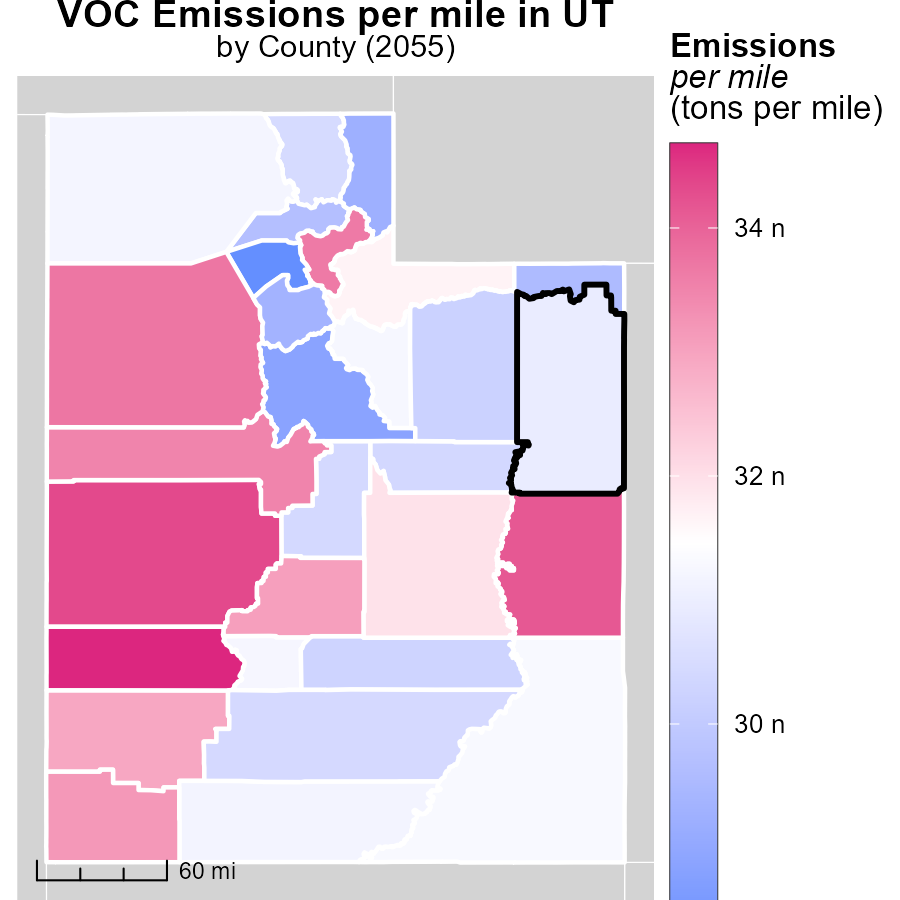 VOC Emissions per mile in UT
by County (2055)
Emissions
per mile
(tons per mile)
34 n
32 n
30 n
60 mi